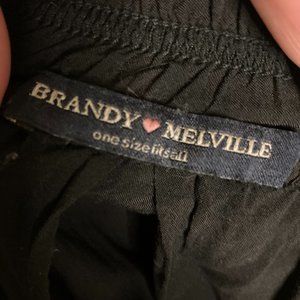 BRANDY ♥ MELVILLE
one size fits all